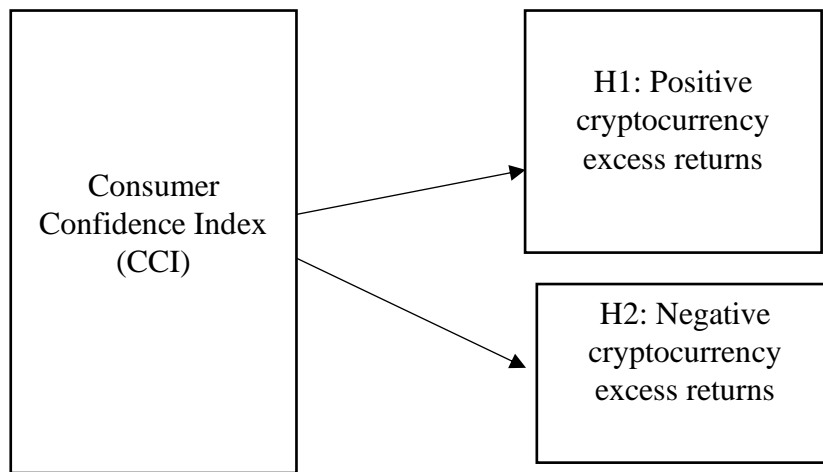 Consumer
Confidence Index
(CCI)
H1: Positive
cryptocurrency
excess returns
H2: Negative
cryptocurrency
excess returns